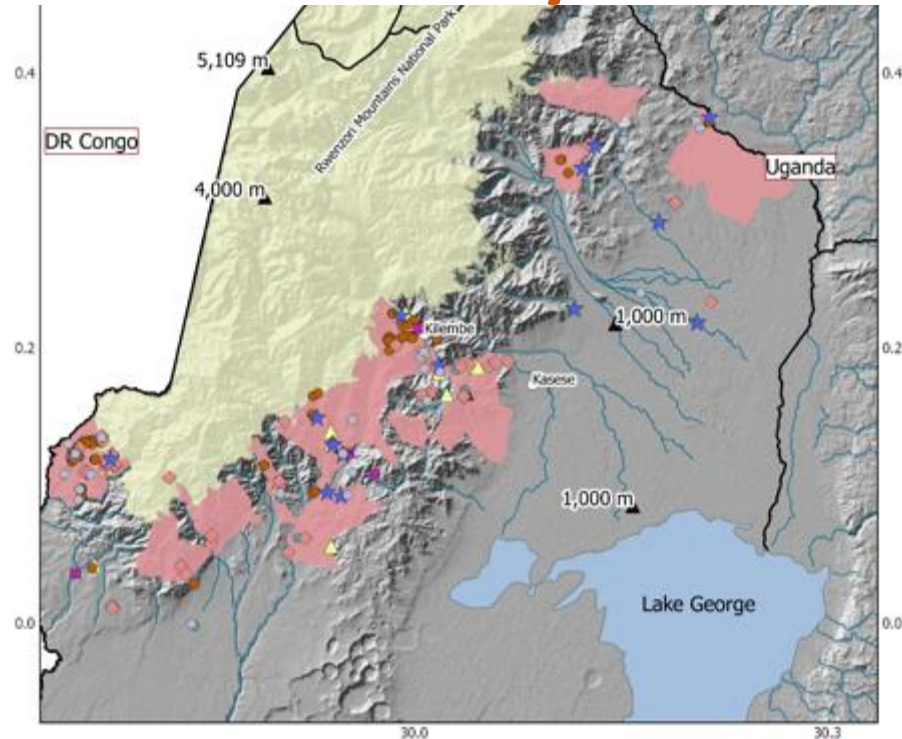 5,109 m
0.4
0.4
Rwenzon Mountains National Park
DR Congo
Uganda
4,000 m
1,000 m
Kilembe
0.2
0.2
Kasese
1,000 m
Lake George
0.0
0.0
30.0
30.3